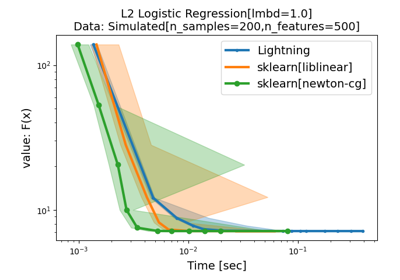 L2 Logistic Regression[lmbd=1.0]
Data: Simulated[n_samples=200,n_features=500]
Lightning
sklearn[liblinear]
sklearn[newton-cg]
value: F(x)
10²
10¹
10⁻³
10⁻²
10⁻¹
Time [sec]